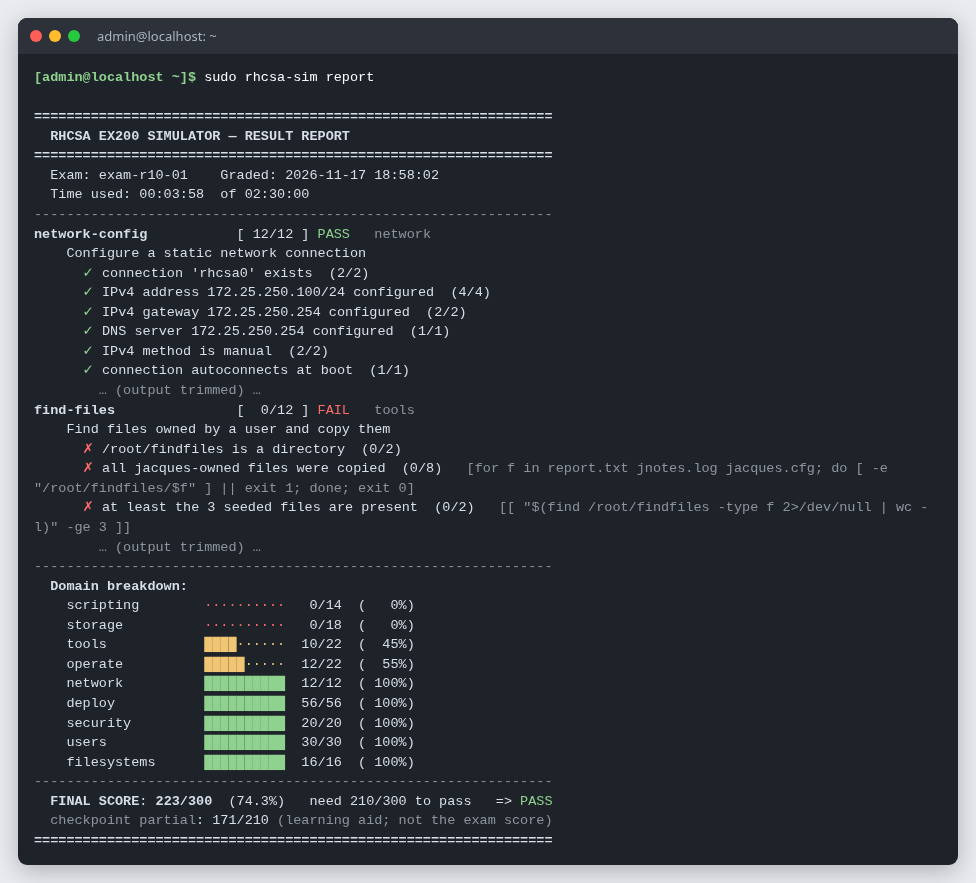 admin@localhost: ~
[admin@localhost ~]$ sudo rhcsa-sim report
================================================================
RHCSA EX200 SIMULATOR — RESULT REPORT
================================================================
Exam: exam-r10-01    Graded: 2026-11-17 18:58:02
Time used: 00:03:58  of 02:30:00
----------------------------------------------------------------
network-config           [ 12/12 ] PASS   network
Configure a static network connection
✓ connection 'rhcsa0' exists  (2/2)
✓ IPv4 address 172.25.250.100/24 configured  (4/4)
✓ IPv4 gateway 172.25.250.254 configured  (2/2)
✓ DNS server 172.25.250.254 configured  (1/1)
✓ IPv4 method is manual  (2/2)
✓ connection autoconnects at boot  (1/1)
… (output trimmed) …
find-files               [  0/12 ] FAIL   tools
Find files owned by a user and copy them
✗ /root/findfiles is a directory  (0/2)
✗ all jacques-owned files were copied  (0/8)   [for f in report.txt jnotes.log jacques.cfg; do [ -e
"/root/findfiles/$f" ] || exit 1; done; exit 0]
✗ at least the 3 seeded files are present  (0/2)   [[ "$(find /root/findfiles -type f 2>/dev/null | wc -
l)" -ge 3 ]]
… (output trimmed) …
----------------------------------------------------------------
Domain breakdown:
scripting        ··········   0/14  (   0%)
storage          ··········   0/18  (   0%)
tools            ████······  10/22  (  45%)
operate          █████·····  12/22  (  55%)
network          ██████████  12/12  ( 100%)
deploy           ██████████  56/56  ( 100%)
security         ██████████  20/20  ( 100%)
users            ██████████  30/30  ( 100%)
filesystems      ██████████  16/16  ( 100%)
----------------------------------------------------------------
FINAL SCORE: 223/300  (74.3%)   need 210/300 to pass   => PASS
checkpoint partial: 171/210 (learning aid; not the exam score)
================================================================